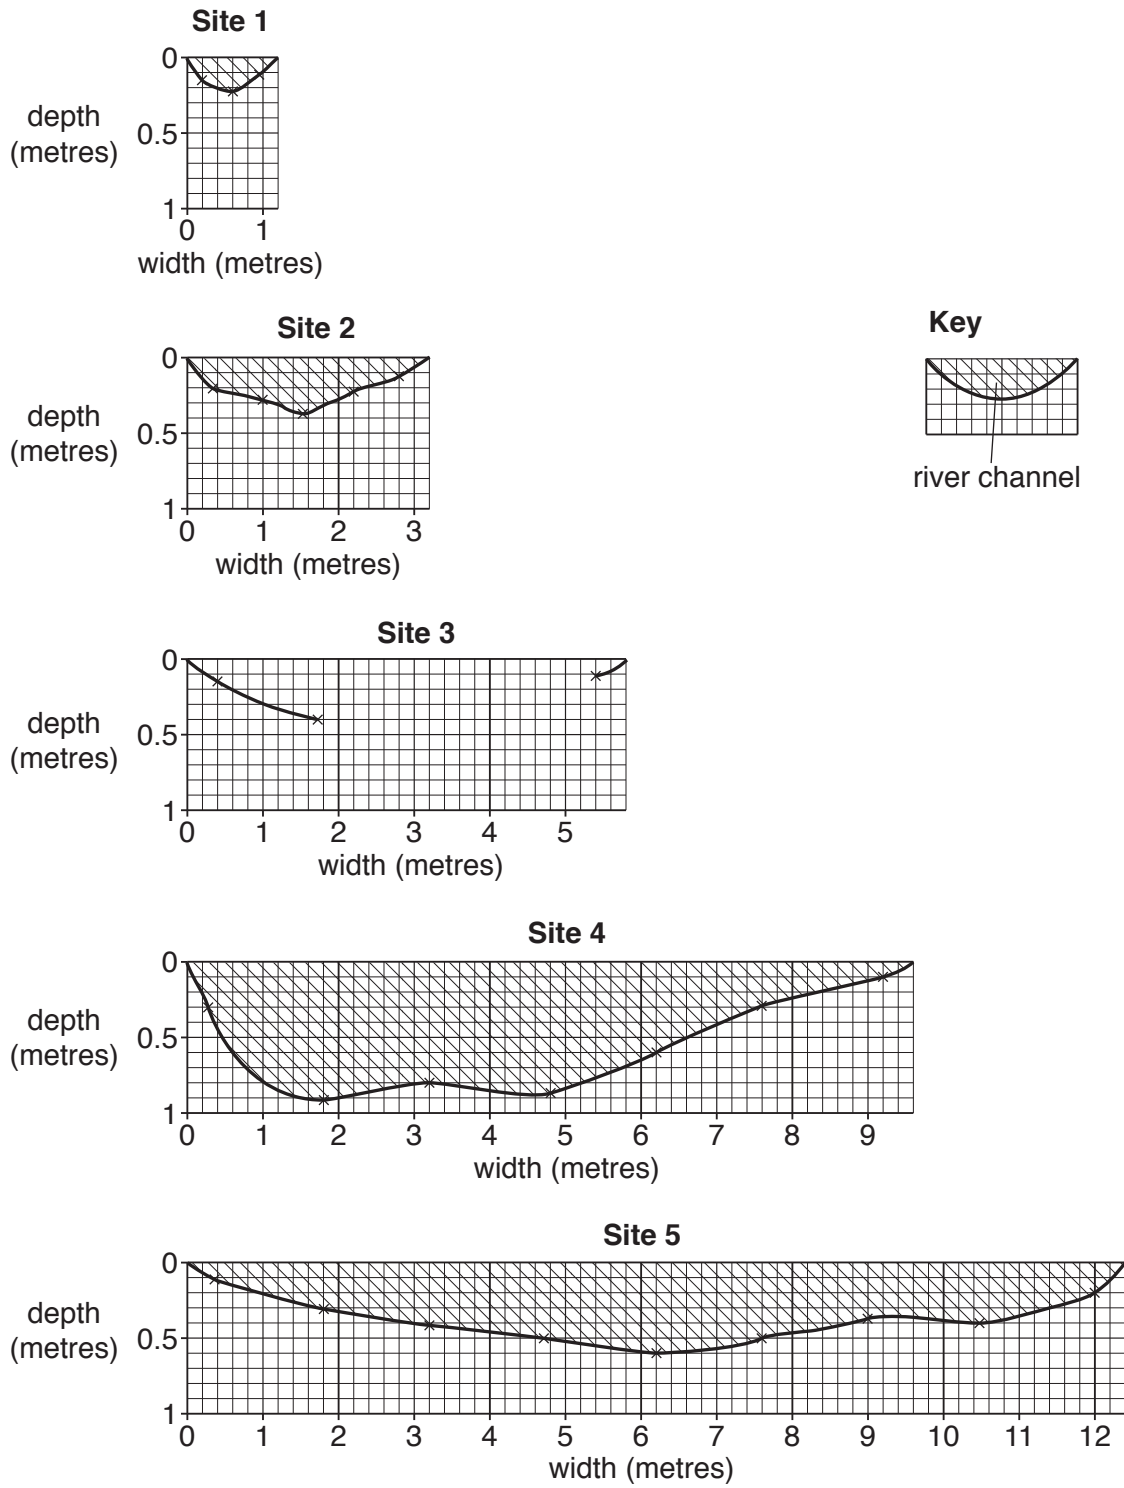 Site 1
0
depth
(metres)
0.5
1
0 1
width (metres)
Site 2
0
depth
(metres)
0.5
1
0 1 2 3
width (metres)
Key
river channel
Site 3
0
depth
(metres)
0.5
1
0 1 2 3 4 5
width (metres)
Site 4
0
depth
(metres)
0.5
1
0 1 2 3 4 5 6 7 8 9
width (metres)
Site 5
0
depth
(metres)
0.5
1
0 1 2 3 4 5 6 7 8 9 10 11 12
width (metres)